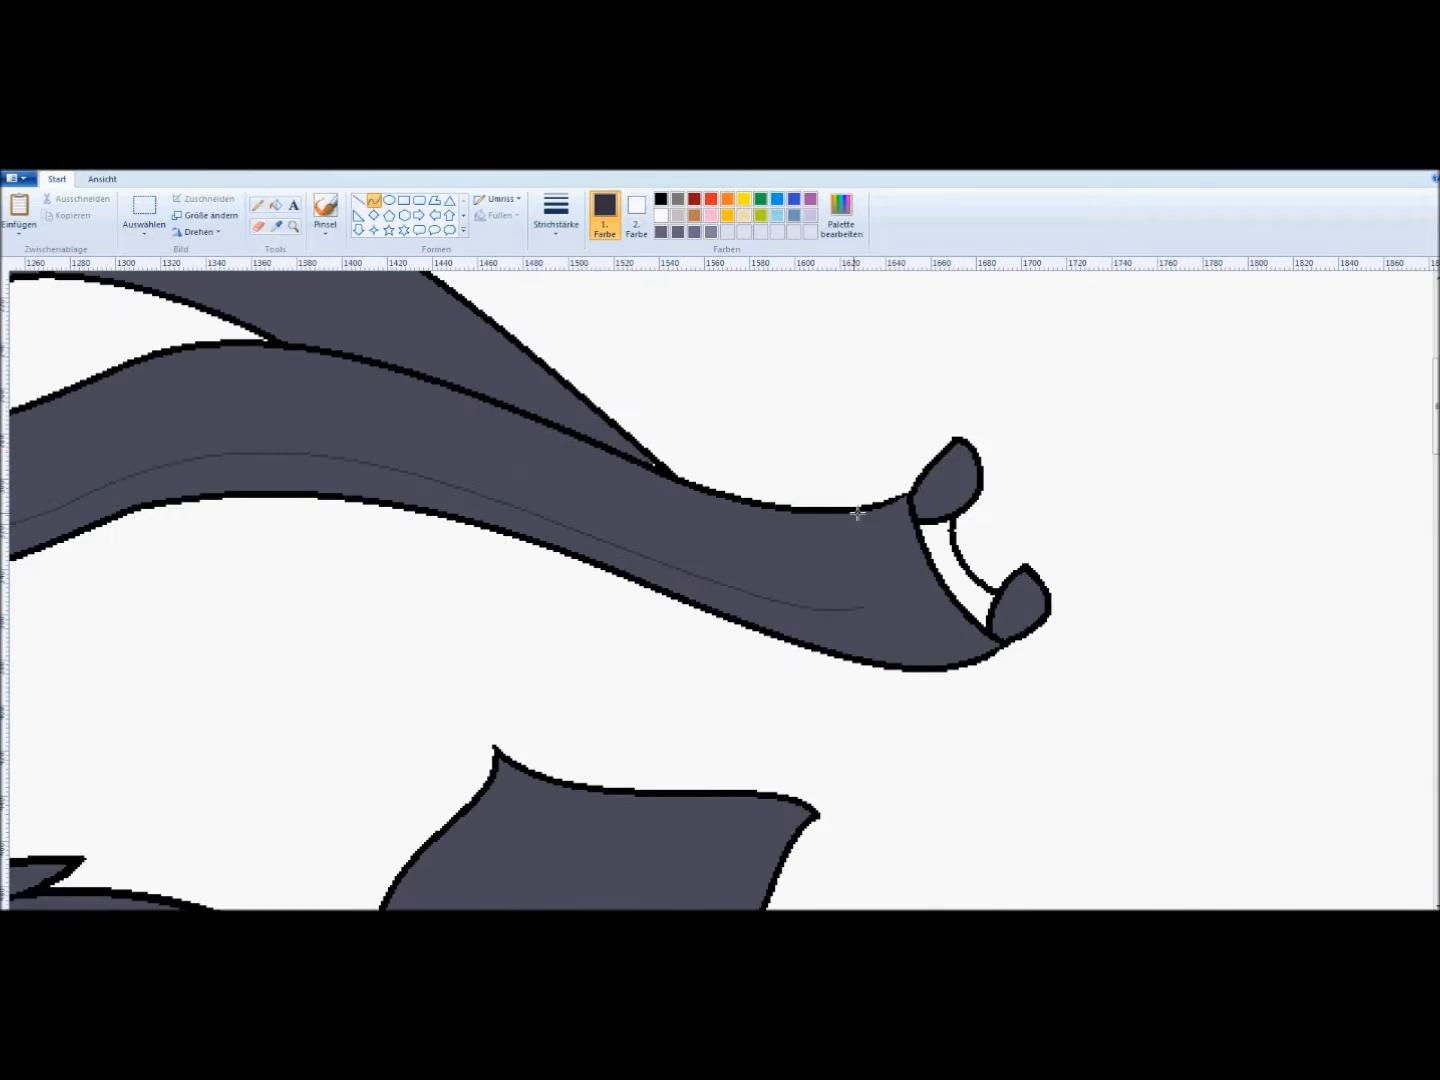 Start Ansicht
Einfügen
Ausschneiden
Kopieren
Zwischenablage
Auswählen
Zuschneiden
Größe ändern
Drehen
Bild
A
Tools
Pinsel
Umriss
Füllen
Formen
Strichstärke
1.
Farbe
2.
Farbe
Palette
bearbeiten
Farben
1260 1280 1300 1320 1340 1360 1380 1400 1420 1440 1460 1480 1500 1520 1540 1560 1580 1600 1620 1640 1660 1680 1700 1720 1740 1760 1780 1800 1820 1840 1860